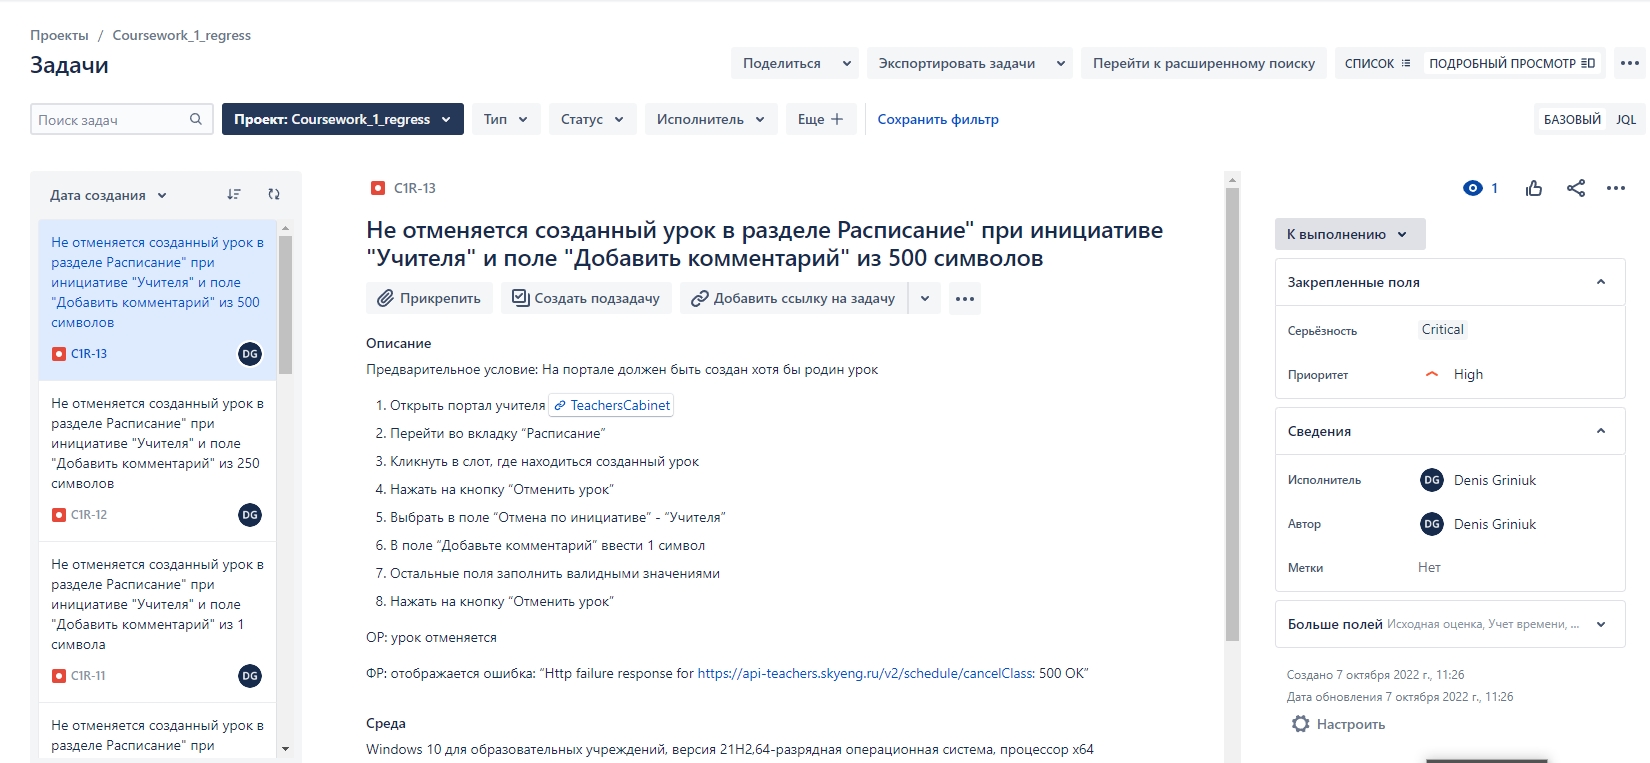 Проекты / Coursework_1_regress
Задачи
Поделиться
Экспортировать задачи
Перейти к расширенному поиску
СПИСОК
ПОДРОБНЫЙ ПРОСМОТР
Поиск задач
Проект: Coursework_1_regress
Тип
Статус
Исполнитель
Еще
Сохранить фильтр
БАЗОВЫЙ
JQL
Дата создания
Не отменяется созданный урок в
разделе Расписание" при
инициативе "Учителя" и поле
"Добавить комментарий" из 500
символов
C1R-13
DG
Не отменяется созданный урок в
разделе Расписание" при
инициативе "Учителя" и поле
"Добавить комментарий" из 250
символов
C1R-12
DG
Не отменяется созданный урок в
разделе Расписание" при
инициативе "Учителя" и поле
"Добавить комментарий" из 1
символа
C1R-11
DG
Не отменяется созданный урок в
разделе Расписание" при
C1R-13
Не отменяется созданный урок в разделе Расписание" при инициативе
"Учителя" и поле "Добавить комментарий" из 500 символов
Прикрепить
Создать подзадачу
Добавить ссылку на задачу
Описание
Предварительное условие: На портале должен быть создан хотя бы родин урок
1. Открыть портал учителя TeachersCabinet
2. Перейти во вкладку “Расписание”
3. Кликнуть в слот, где находиться созданный урок
4. Нажать на кнопку “Отменить урок”
5. Выбрать в поле “Отмена по инициативе” - “Учителя”
6. В поле “Добавьте комментарий” ввести 1 символ
7. Остальные поля заполнить валидными значениями
8. Нажать на кнопку “Отменить урок”
ОР: урок отменяется
ФР: отображается ошибка: “Http failure response for https://api-teachers.skyeng.ru/v2/schedule/cancelClass: 500 OK”
Среда
Windows 10 для образовательных учреждений, версия 21H2,64-разрядная операционная система, процессор x64
1
К выполнению
Закрепленные поля
Серьёзность
Critical
Приоритет
High
Сведения
Исполнитель
DG Denis Griniuk
Автор
DG Denis Griniuk
Метки
Нет
Больше полей Исходная оценка, Учет времени, ...
Создано 7 октября 2022 г., 11:26
Дата обновления 7 октября 2022 г., 11:26
Настроить